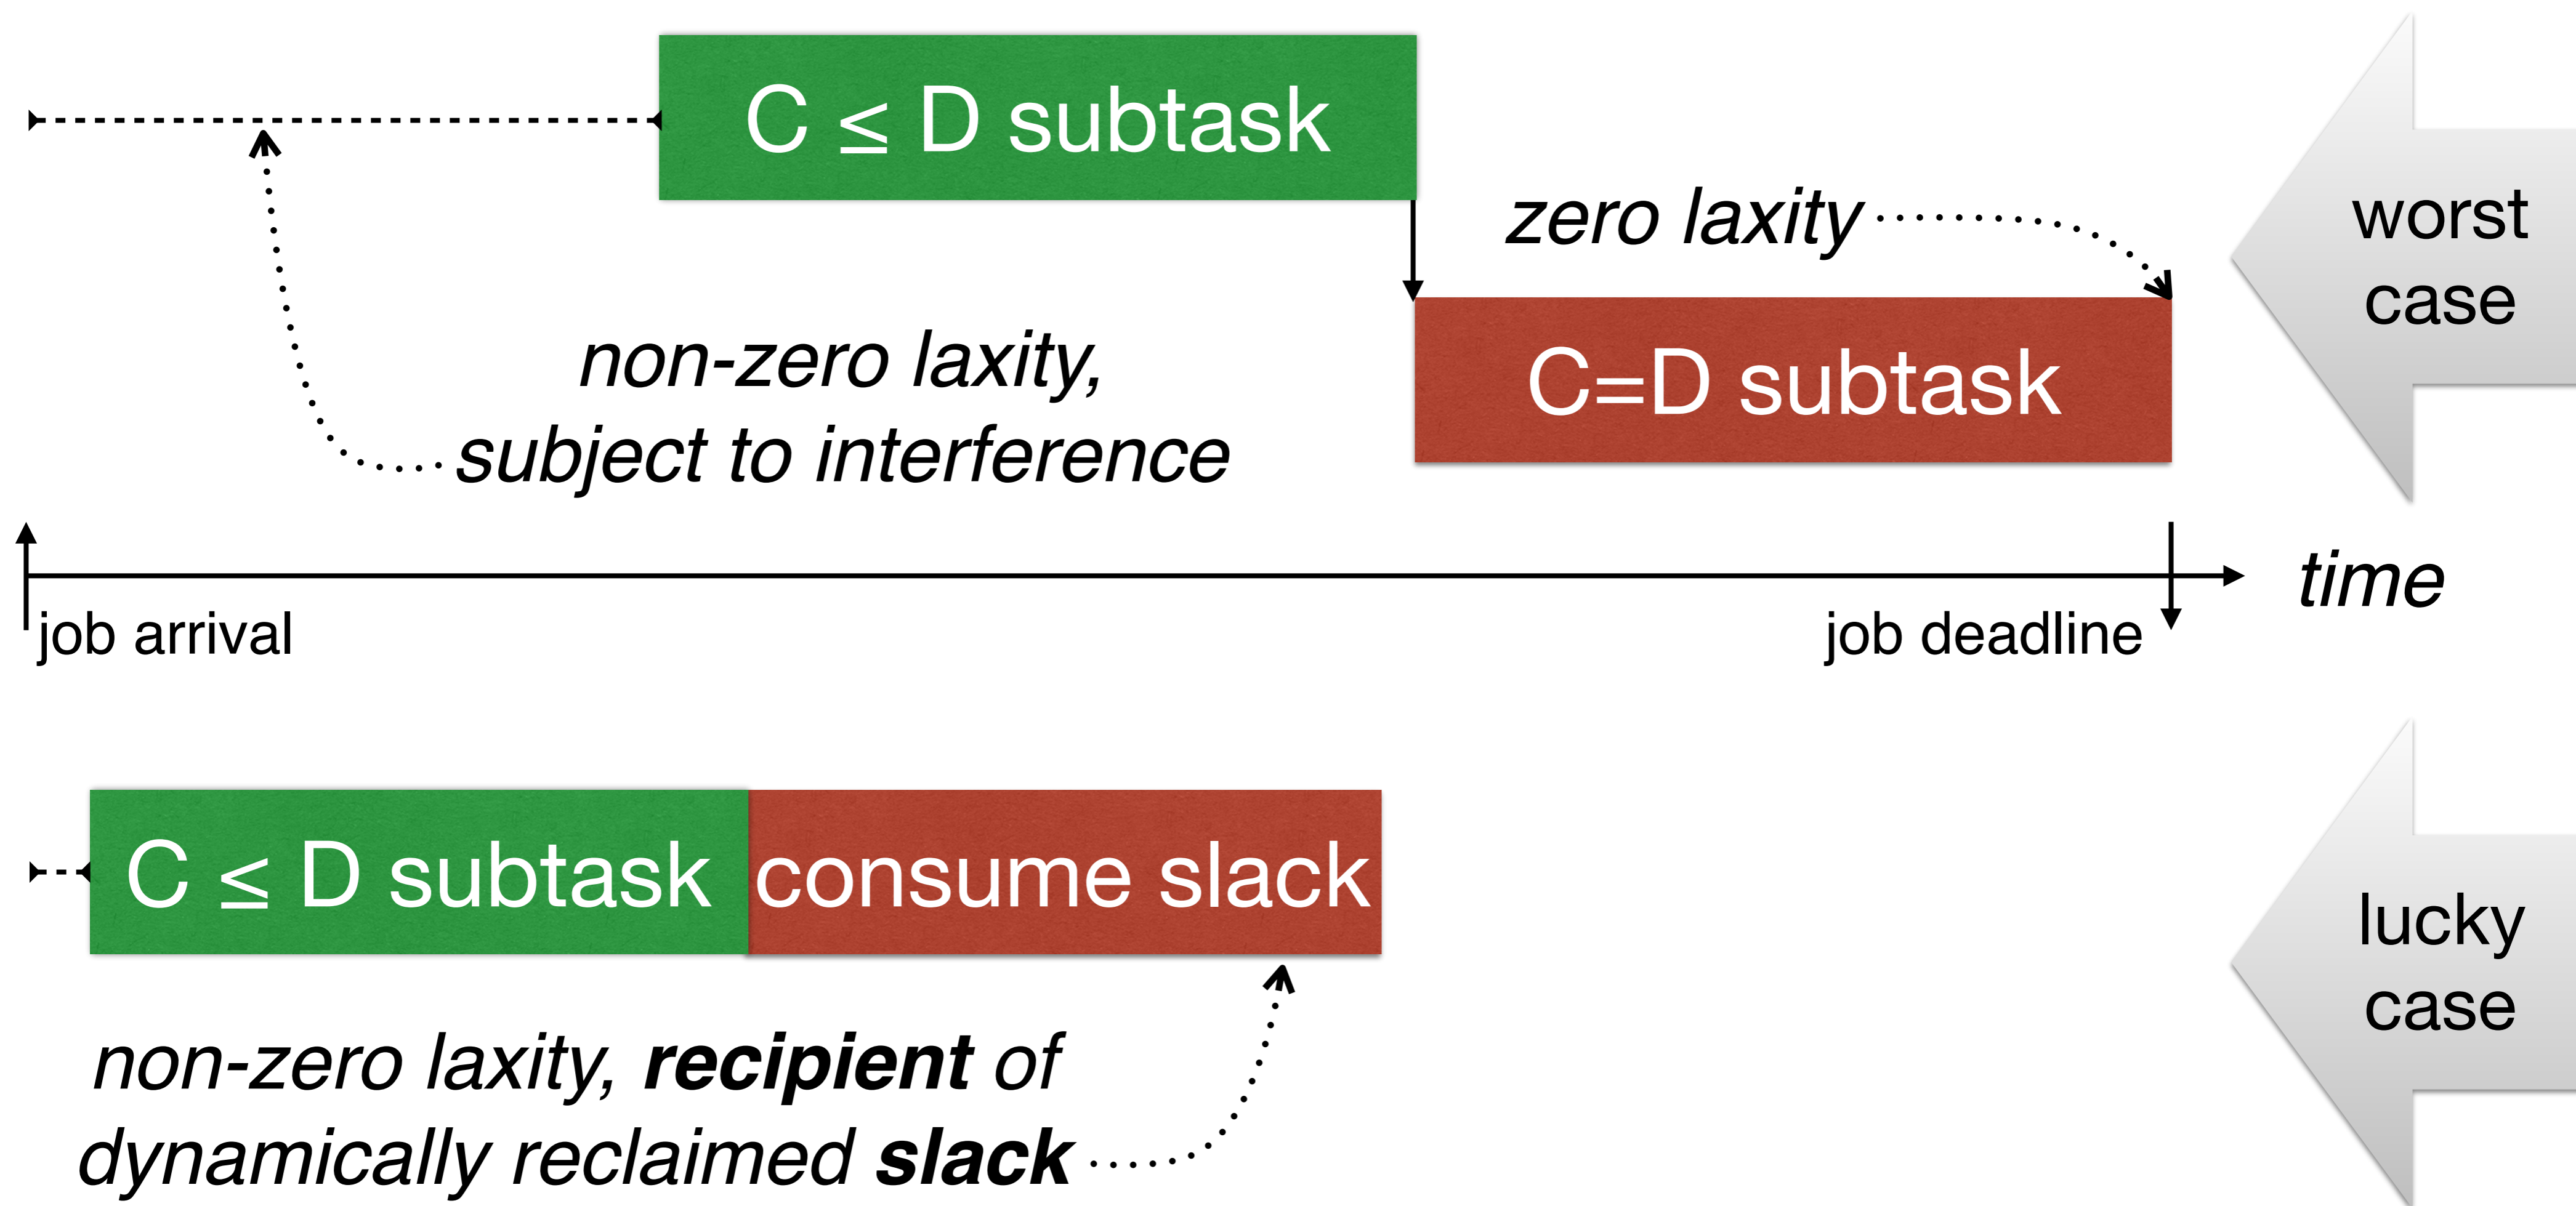 C ≤ D subtask
zero laxity
worst
case
non-zero laxity,
subject to interference
C=D subtask
time
job arrival
job deadline
C ≤ D subtask
consume slack
lucky
case
non-zero laxity, recipient of
dynamically reclaimed slack